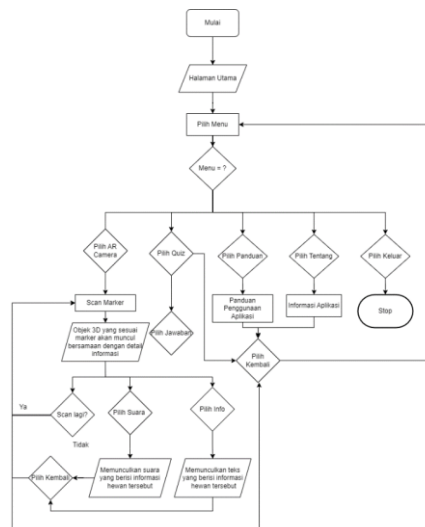 Mulai
Halaman Utama
Pilih Menu
Menu = ?
Pilih AR
Camera
Pilih Quiz
Pilih Panduan
Pilih Tentang
Pilih Keluar
Scan Marker
Panduan
Penggunaan
Aplikasi
Informasi Aplikasi
Stop
Objek 3D yang sesuai
marker akan muncul
bersamaan dengan detail
informasi
Pilih Jawaban
Pilih
Kembali
Ya
Scan lagi?
Pilih Suara
Pilih Info
Tidak
Pilih Kembali
Memunculkan suara
yang berisi informasi
hewan tersebut
Memunculkan teks
yang berisi informasi
hewan tersebut